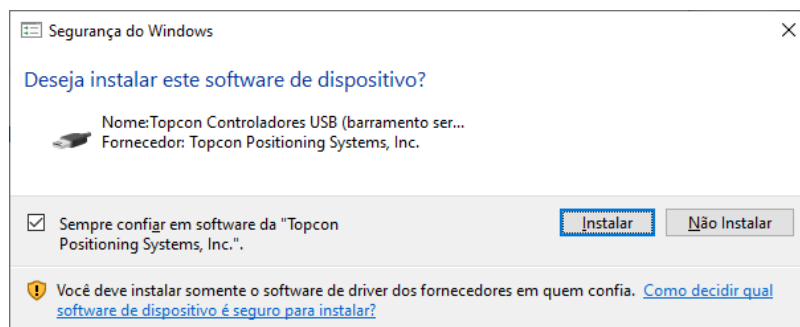 Segurança do Windows
Deseja instalar este software de dispositivo?
Nome:Topcon Controladores USB (barramento ser...
Fornecedor: Topcon Positioning Systems, Inc.
Sempre confiar em software da "Topcon
Positioning Systems, Inc.".
Instalar
Não Instalar
Você deve instalar somente o software de driver dos fornecedores em quem confia. Como decidir qual
software de dispositivo é seguro para instalar?